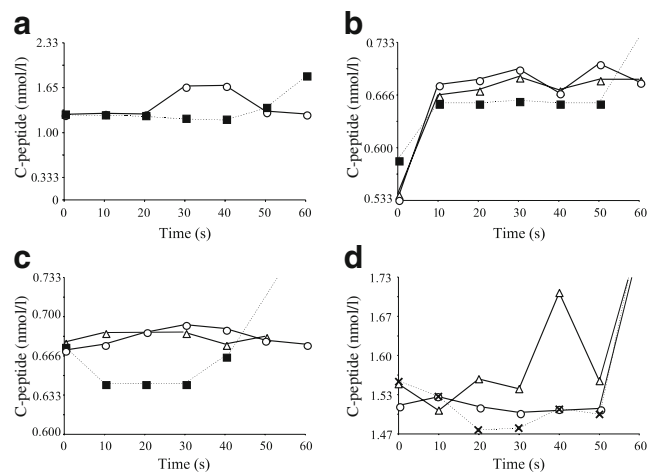 a
C-peptide (nmol/l)
2.33
1.65
1.00
0.333
0
0 10 20 30 40 50 60
Time (s)
b
C-peptide (nmol/l)
0.733
0.666
0.600
0.533
0 10 20 30 40 50 60
Time (s)
c
C-peptide (nmol/l)
0.733
0.700
0.666
0.633
0.600
0 10 20 30 40 50 60
Time (s)
d
C-peptide (nmol/l)
1.73
1.67
1.60
1.53
1.47
0 10 20 30 40 50 60
Time (s)